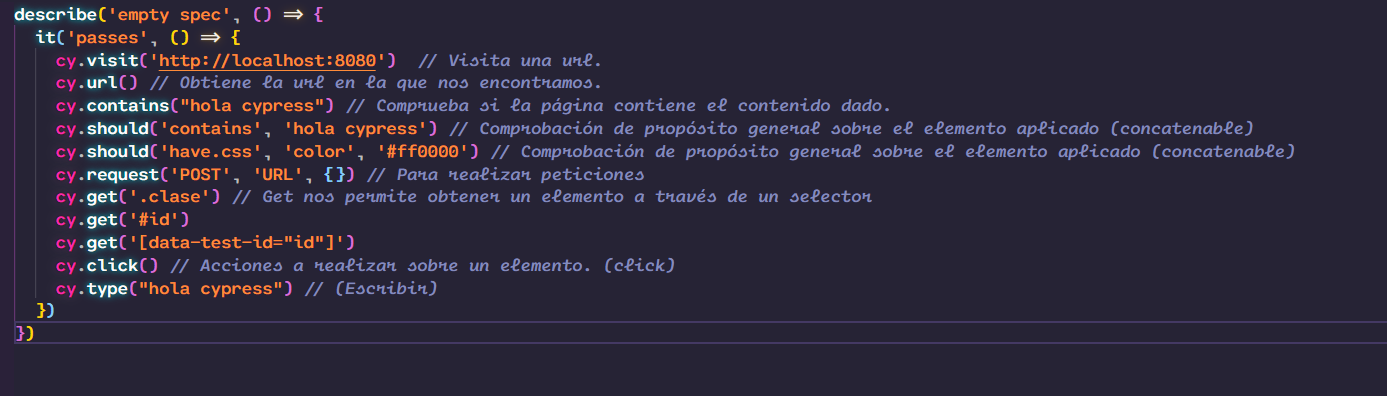 describe('empty spec', () => {
it('passes', () => {
cy.visit('http://localhost:8080') // Visita una url.
cy.url() // Obtiene la url en la que nos encontramos.
cy.contains("hola cypress") // Comprueba si la página contiene el contenido dado.
cy.should('contains', 'hola cypress') // Comprobación de propósito general sobre el elemento aplicado (concatenable)
cy.should('have.css', 'color', '#ff0000') // Comprobación de propósito general sobre el elemento aplicado (concatenable)
cy.request('POST', 'URL', {}) // Para realizar peticiones
cy.get('.clase') // Get nos permite obtener un elemento a través de un selector
cy.get('#id')
cy.get('[data-test-id="id"]')
cy.click() // Acciones a realizar sobre un elemento. (click)
cy.type("hola cypress") // (Escribir)
})
})